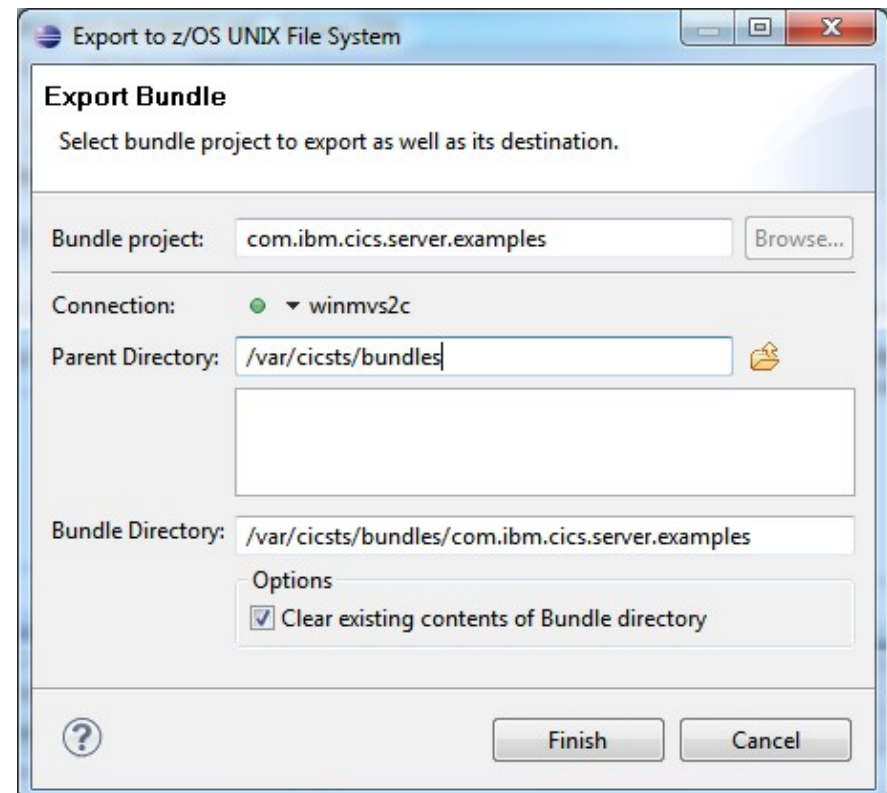 Export to z/OS UNIX File System
Export Bundle
Select bundle project to export as well as its destination.
Bundle project: com.ibm.cics.server.examples Browse...
Connection: winmvs2c
Parent Directory: /var/cicsts/bundles
Bundle Directory: /var/cicsts/bundles/com.ibm.cics.server.examples
Options
Clear existing contents of Bundle directory
? Finish Cancel